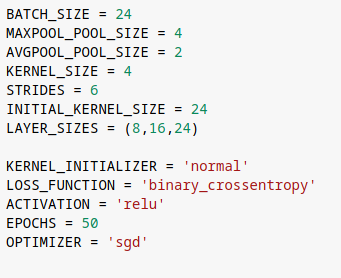 BATCH_SIZE = 24
MAXPOOL_POOL_SIZE = 4
AVGPOOL_POOL_SIZE = 2
KERNEL_SIZE = 4
STRIDES = 6
INITIAL_KERNEL_SIZE = 24
LAYER_SIZES = (8,16,24)
KERNEL_INITIALIZER = 'normal'
LOSS_FUNCTION = 'binary_crossentropy'
ACTIVATION = 'relu'
EPOCHS = 50
OPTIMIZER = 'sgd'